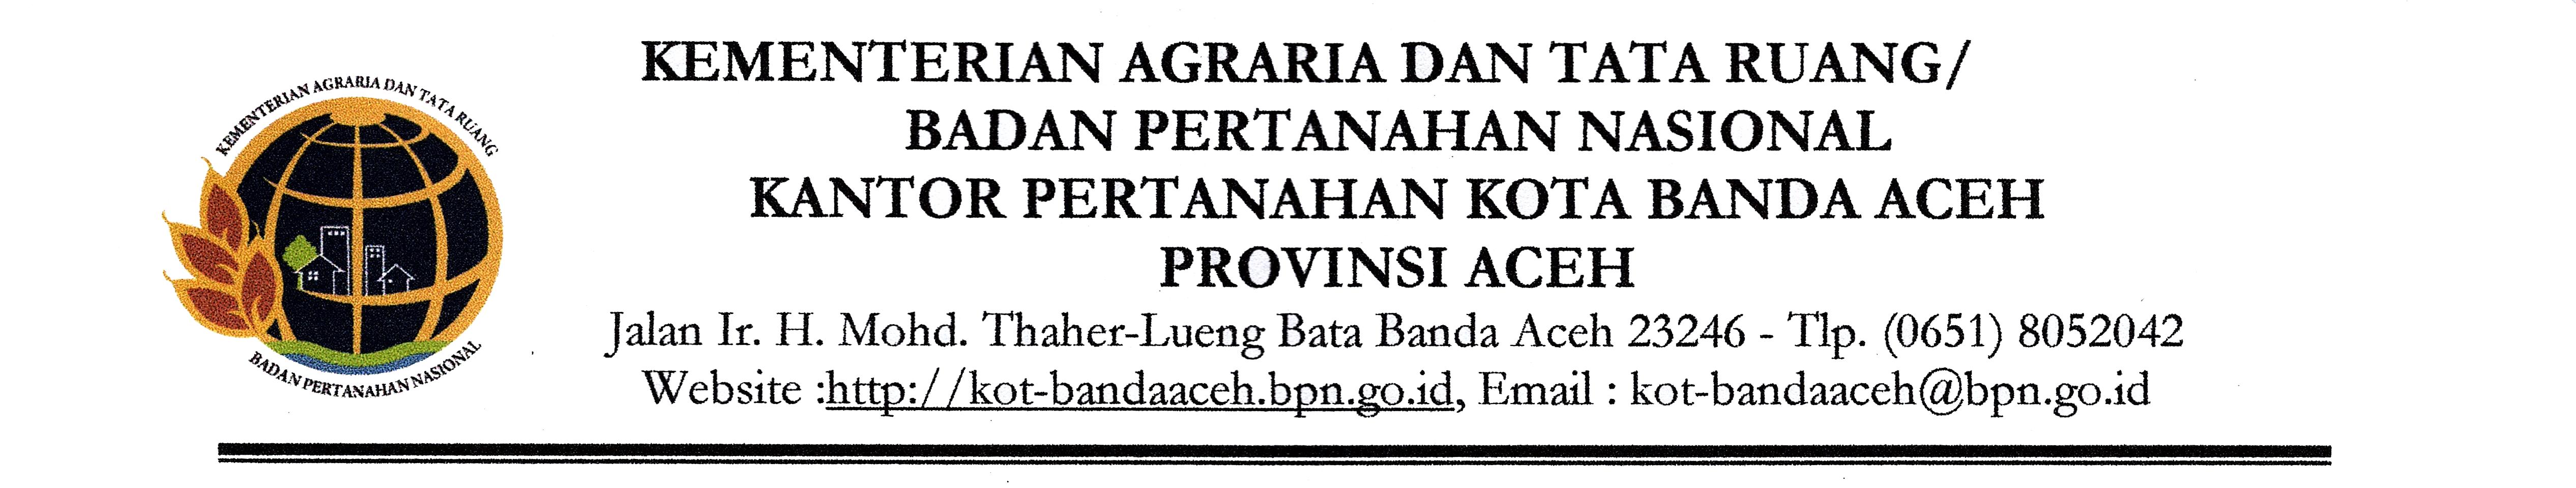 KEMENTERIAN AGRARIA DAN TATA RUANG
BADAN PERTANAHAN NASIONAL
KEMENTERIAN AGRARIA DAN TATA RUANG/
BADAN PERTANAHAN NASIONAL
KANTOR PERTANAHAN KOTA BANDA ACEH
PROVINSI ACEH
Jalan Ir. H. Mohd. Thaher-Lueng Bata Banda Aceh 23246 - Tlp. (0651) 8052042
Website :http://kot-bandaaceh.bpn.go.id, Email : kot-bandaaceh@bpn.go.id